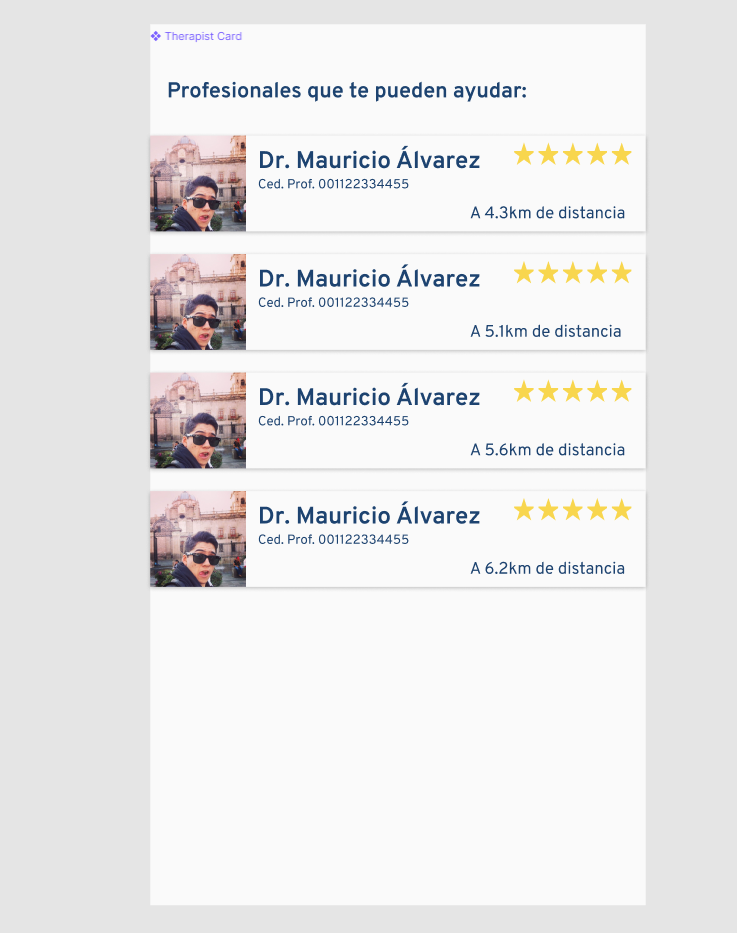 Therapist Card
Profesionales que te pueden ayudar:
Dr. Mauricio Álvarez
Ced. Prof. 001122334455
A 4.3km de distancia
Dr. Mauricio Álvarez
Ced. Prof. 001122334455
A 5.1km de distancia
Dr. Mauricio Álvarez
Ced. Prof. 001122334455
A 5.6km de distancia
Dr. Mauricio Álvarez
Ced. Prof. 001122334455
A 6.2km de distancia